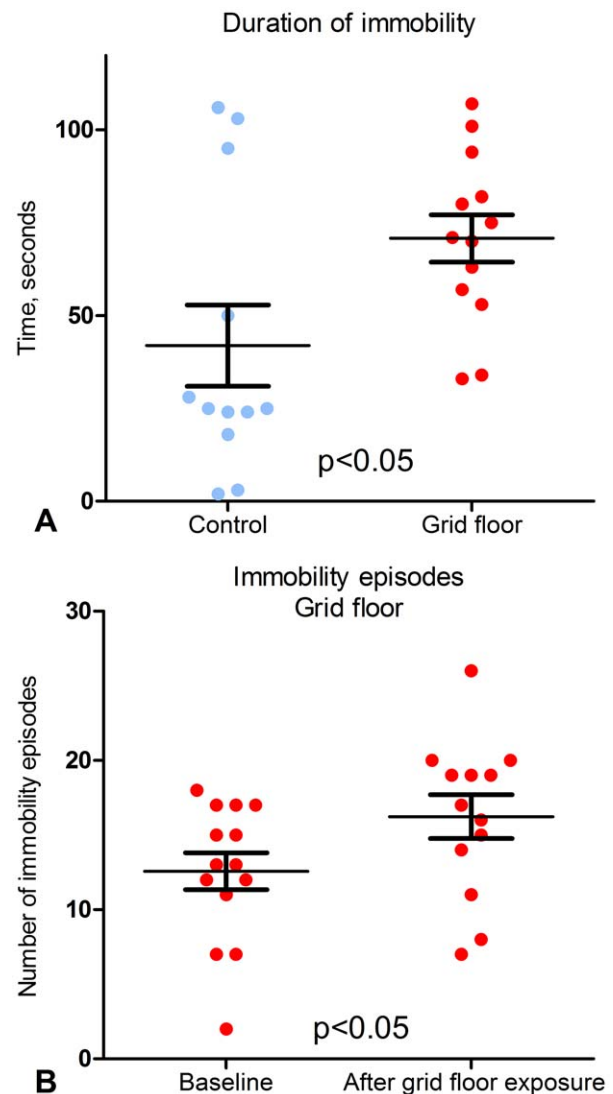 Duration of immobility
Time, seconds
100
50
0
p<0.05
A
Control
Grid floor
Immobility episodes
Grid floor
Number of immobility episodes
30
20
10
0
p<0.05
B
Baseline
After grid floor exposure